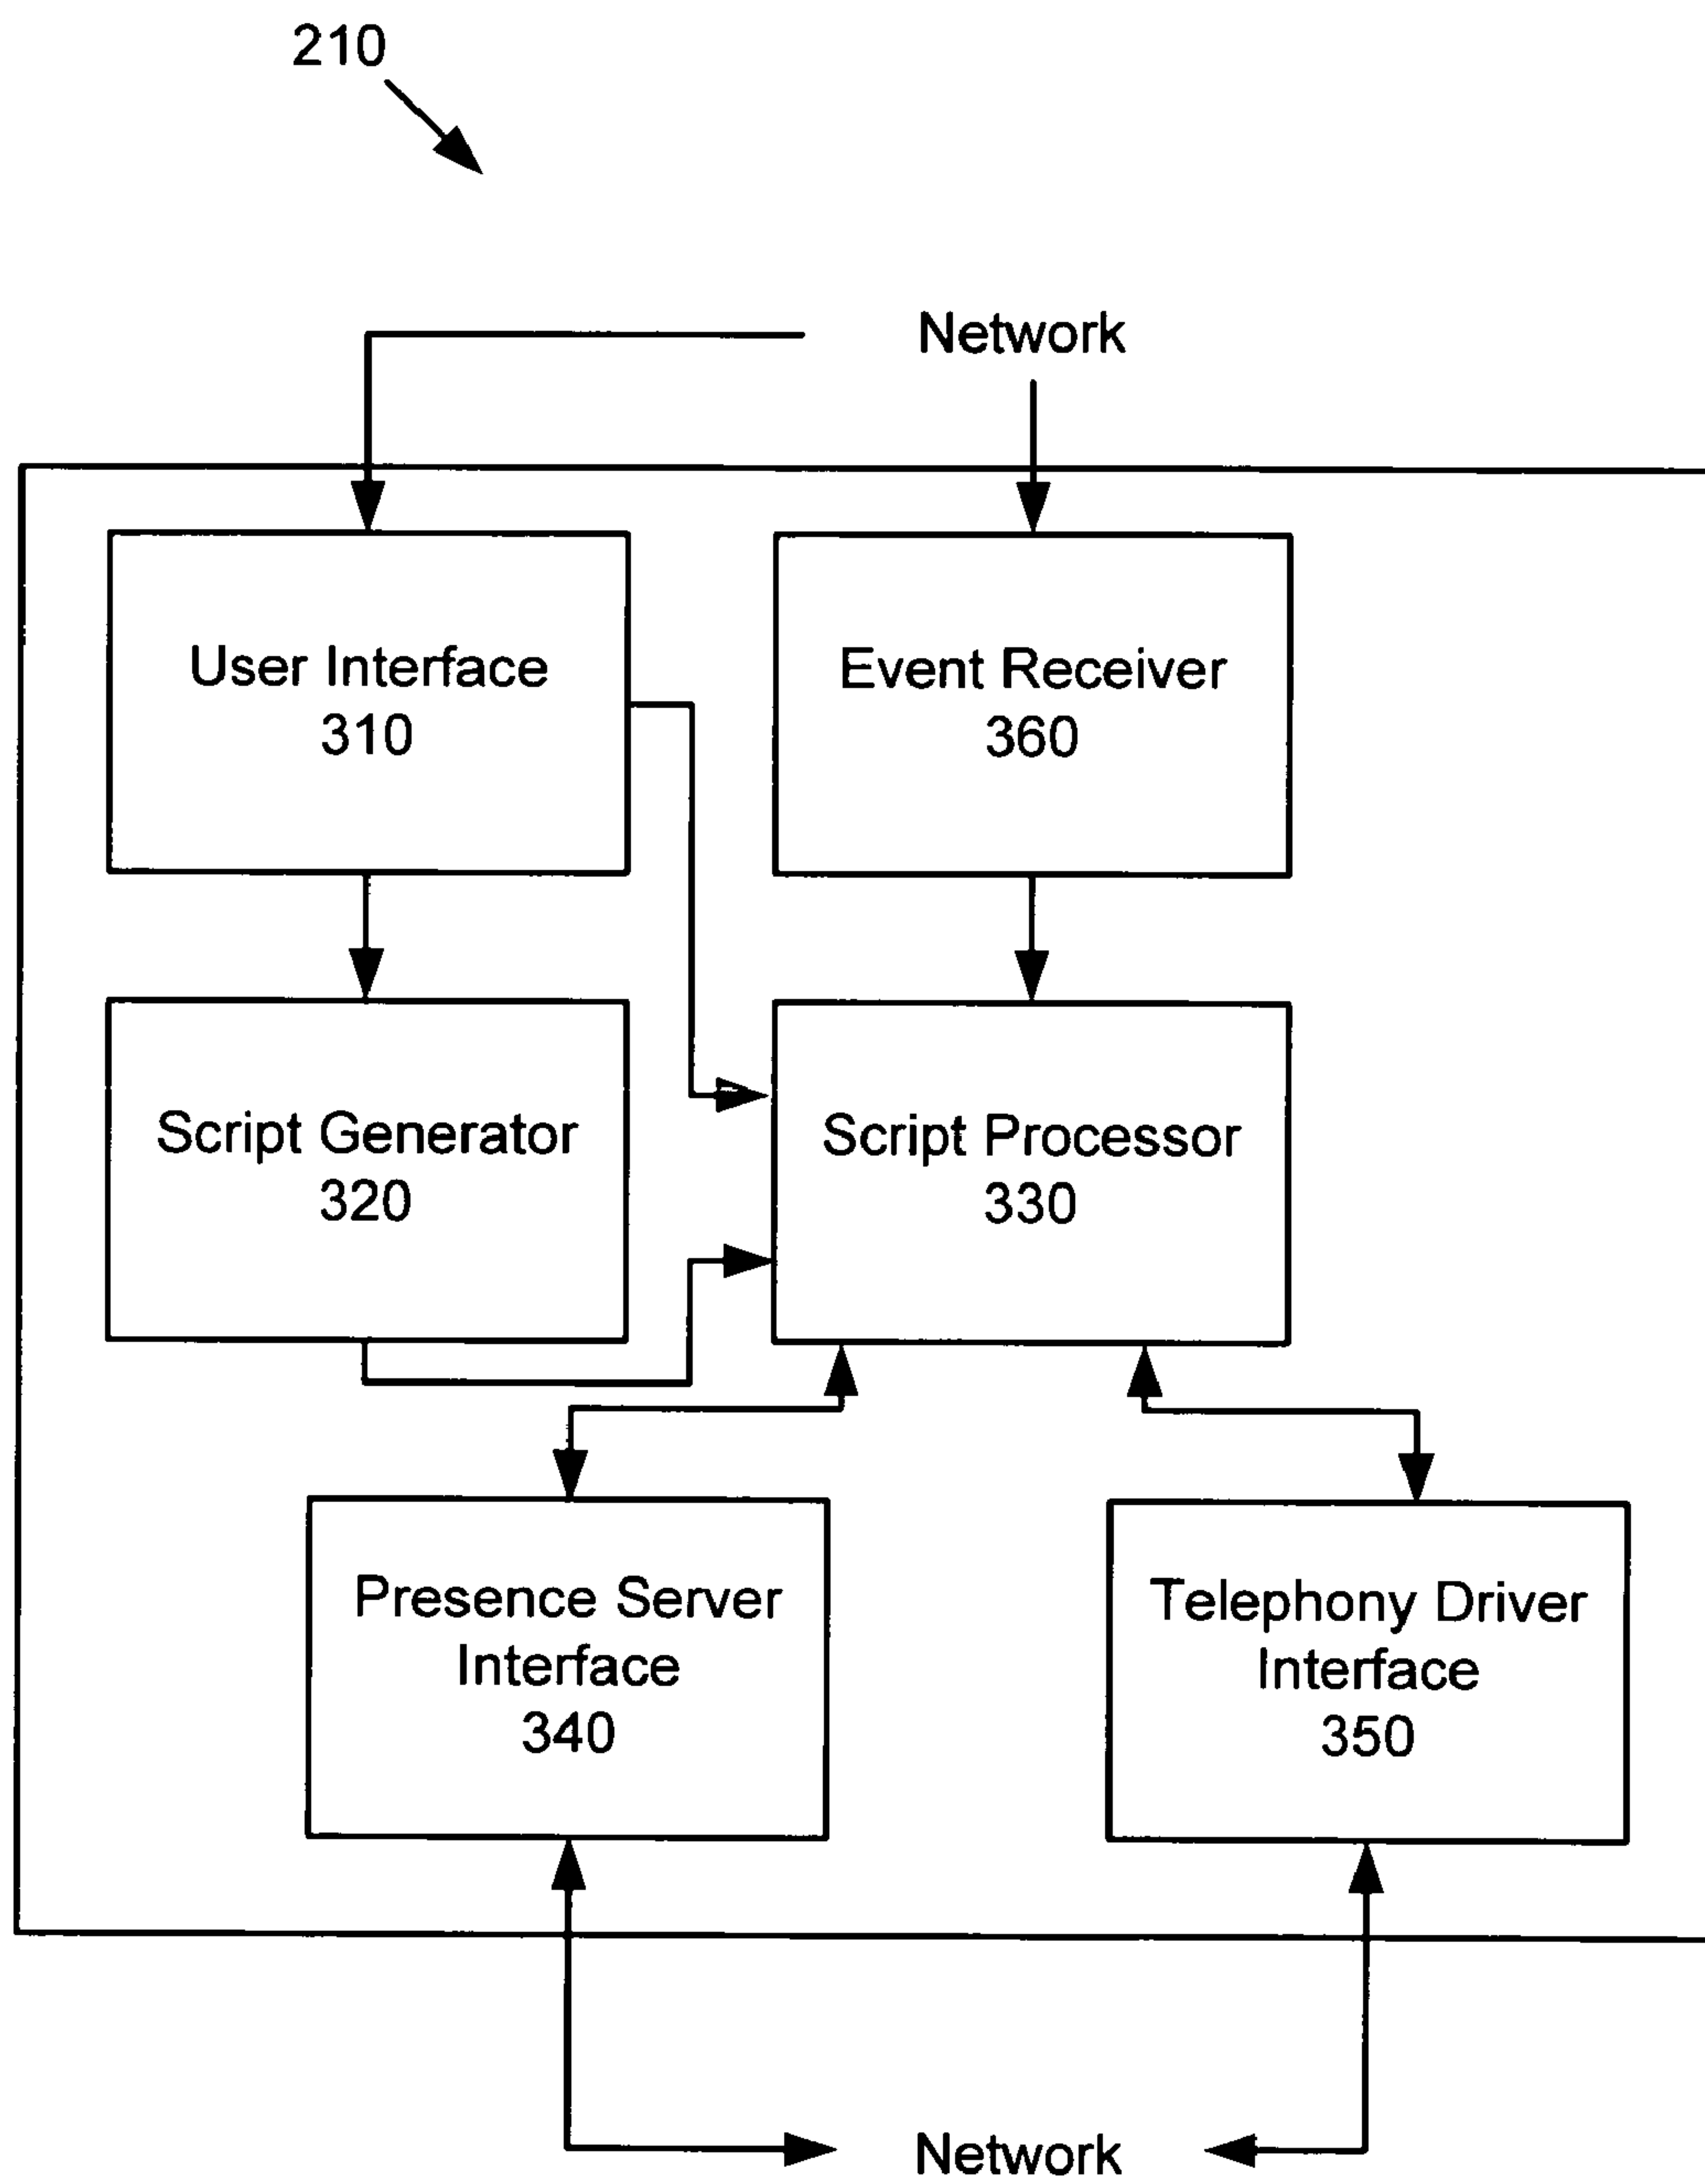 210
Network
User Interface
310
Event Receiver
360
Script Generator
320
Script Processor
330
Presence Server
Interface
340
Telephony Driver
Interface
350
Network